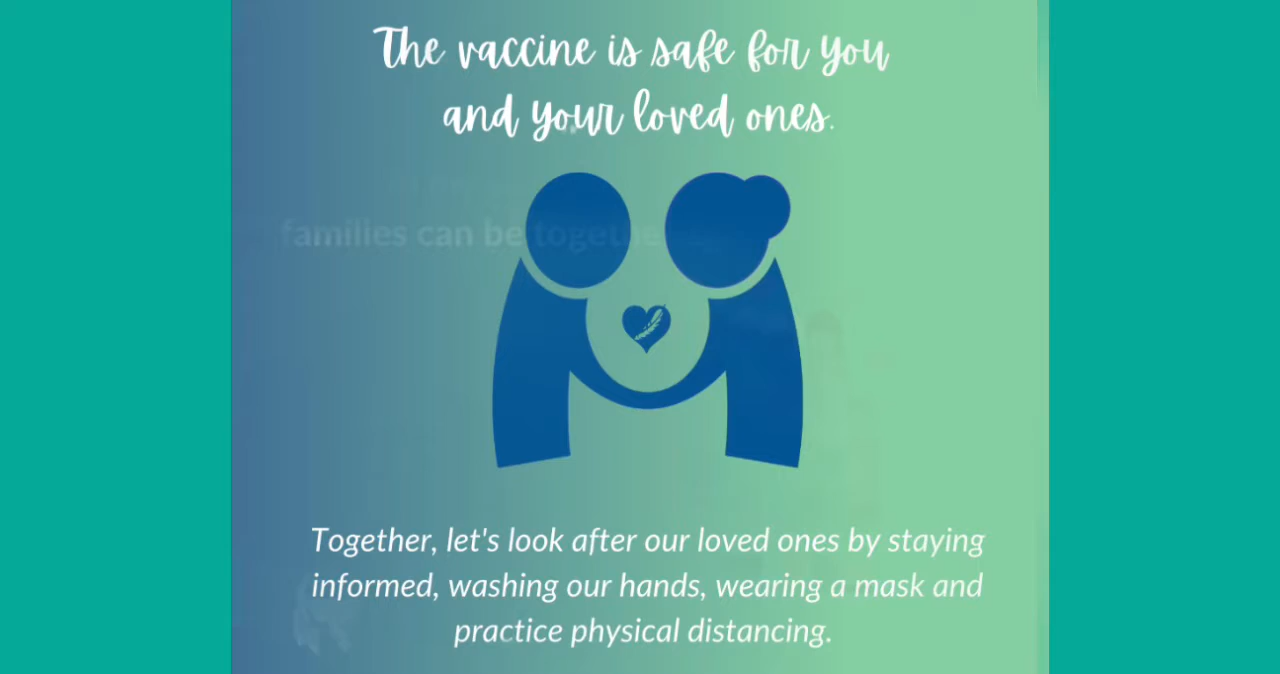 The vaccine is safe for you
and your loved ones.
families can be together
Together, let's look after our loved ones by staying
informed, washing our hands, wearing a mask and
practice physical distancing.